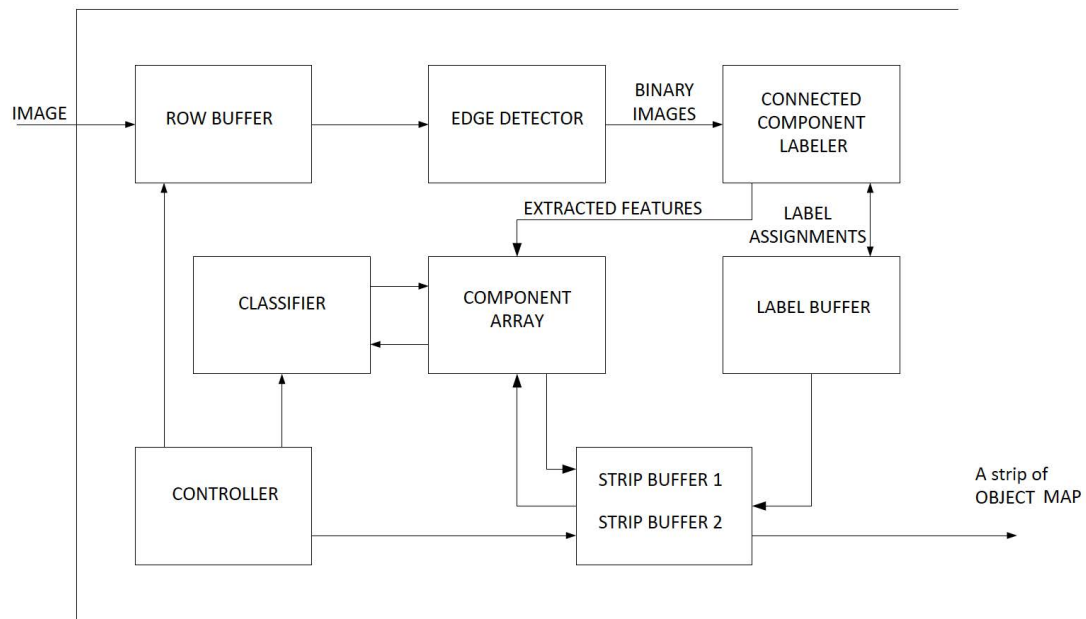 IMAGE
ROW BUFFER
EDGE DETECTOR
BINARY
IMAGES
CONNECTED
COMPONENT
LABELER
EXTRACTED FEATURES
LABEL
ASSIGNMENTS
CLASSIFIER
COMPONENT
ARRAY
LABEL BUFFER
CONTROLLER
STRIP BUFFER 1
STRIP BUFFER 2
A strip of
OBJECT MAP